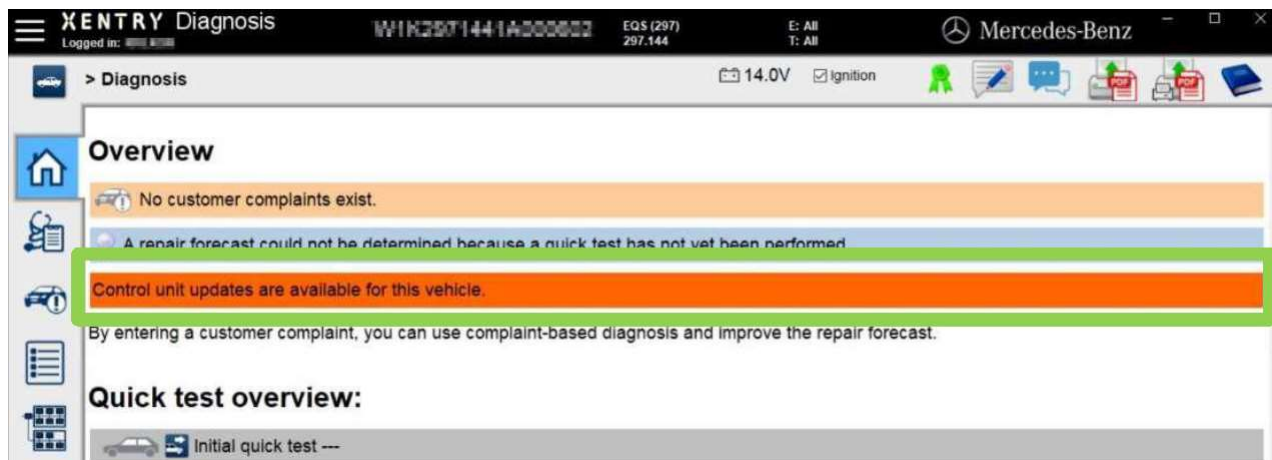 XENTRY Diagnosis
Logged in:
EQS (297)
297.144
E: All
T: All
Mercedes-Benz
> Diagnosis
14.0V
Ignition
PDF
PDF
Overview
No customer complaints exist.
A repair forecast could not be determined because a quick test has not yet been performed
Control unit updates are available for this vehicle.
By entering a customer complaint, you can use complaint-based diagnosis and improve the repair forecast.
Quick test overview:
Initial quick test ---